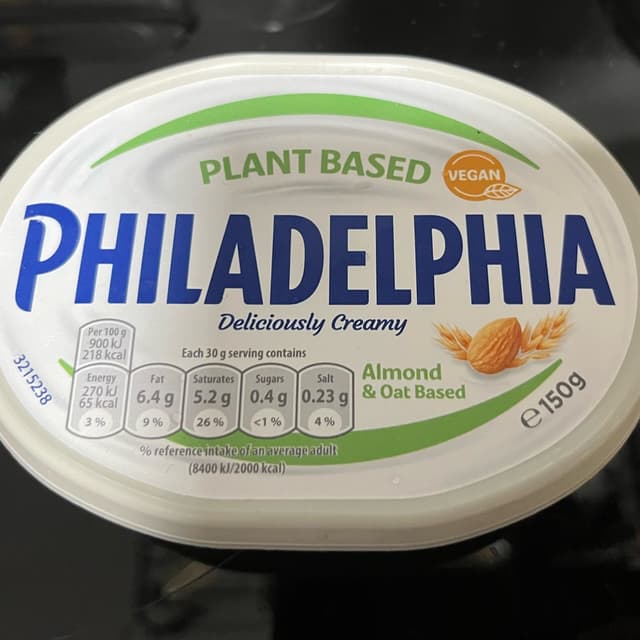 PLANT BASED
VEGAN
PHILADELPHIA
Deliciously Creamy
Per 100 g
900 kJ
218 kcal
Each 30 g serving contains
Energy
270 kJ
65 kcal
3 %
Fat
6.4 g
9 %
Saturates
5.2 g
26 %
Sugars
0.4 g
<1 %
Salt
0.23 g
4 %
% reference intake of an average adult
(8400 kJ/2000 kcal)
Almond
& Oat Based
℮150g
3215238